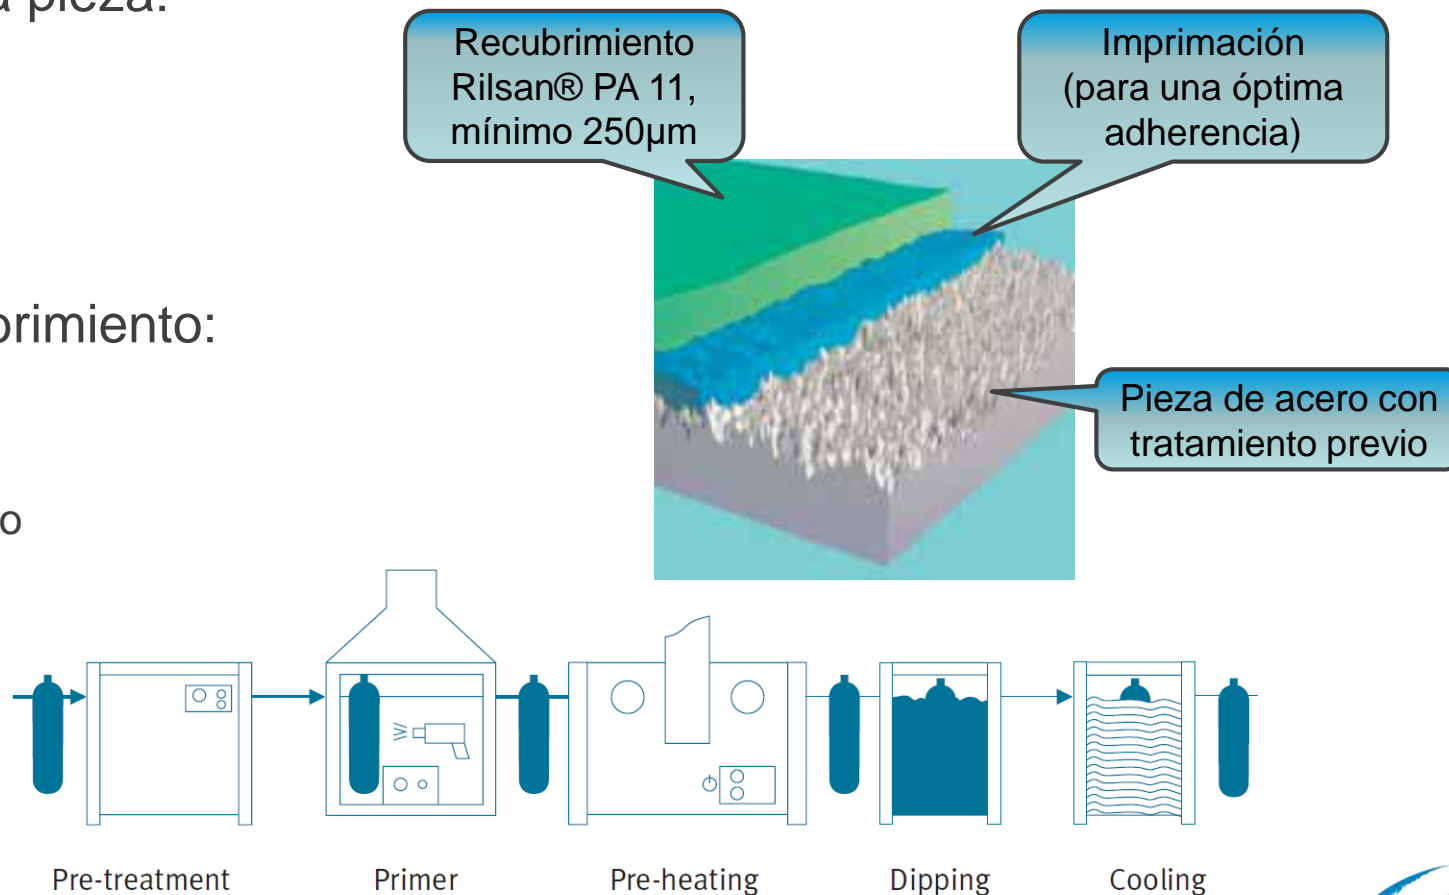 pieza:
Recubrimiento
Rilsan® PA 11,
mínimo 250µm
Imprimación
(para una óptima
adherencia)
Pieza de acero con
tratamiento previo
Pre-treatment
Primer
Pre-heating
Dipping
Cooling